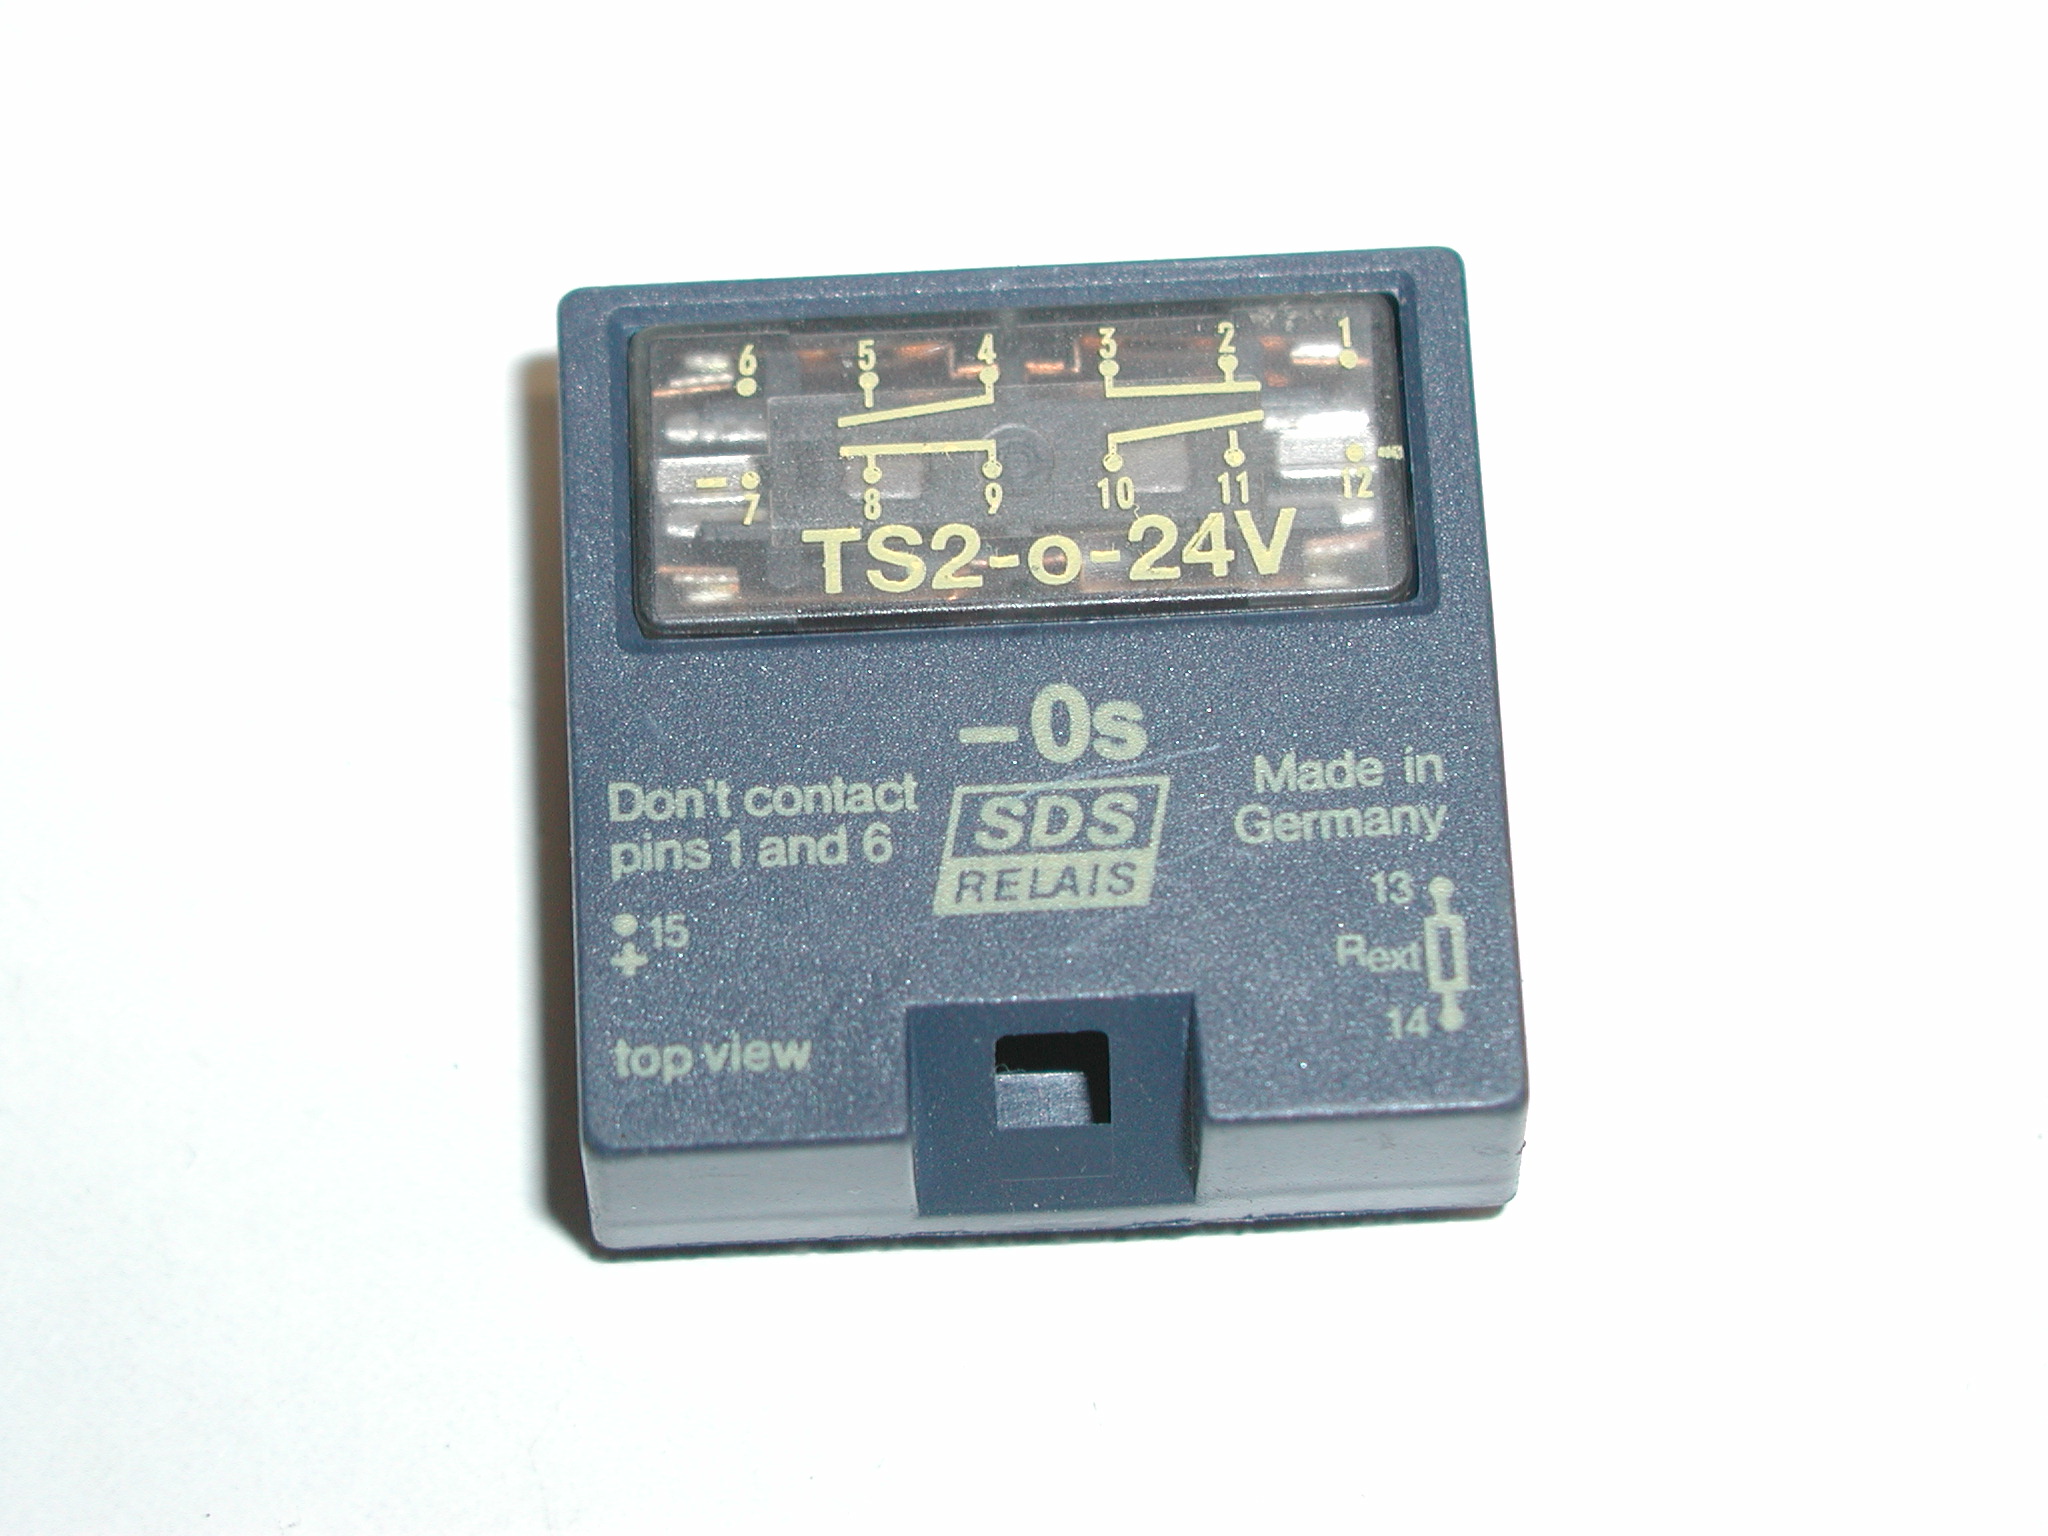 6 5 4 3 2 1
7 8 9 10 11 12
TS2-o-24V
-0s
SDS
RELAIS
Don't contact
pins 1 and 6
15
+
top view
Made in
Germany
13
Rext
14